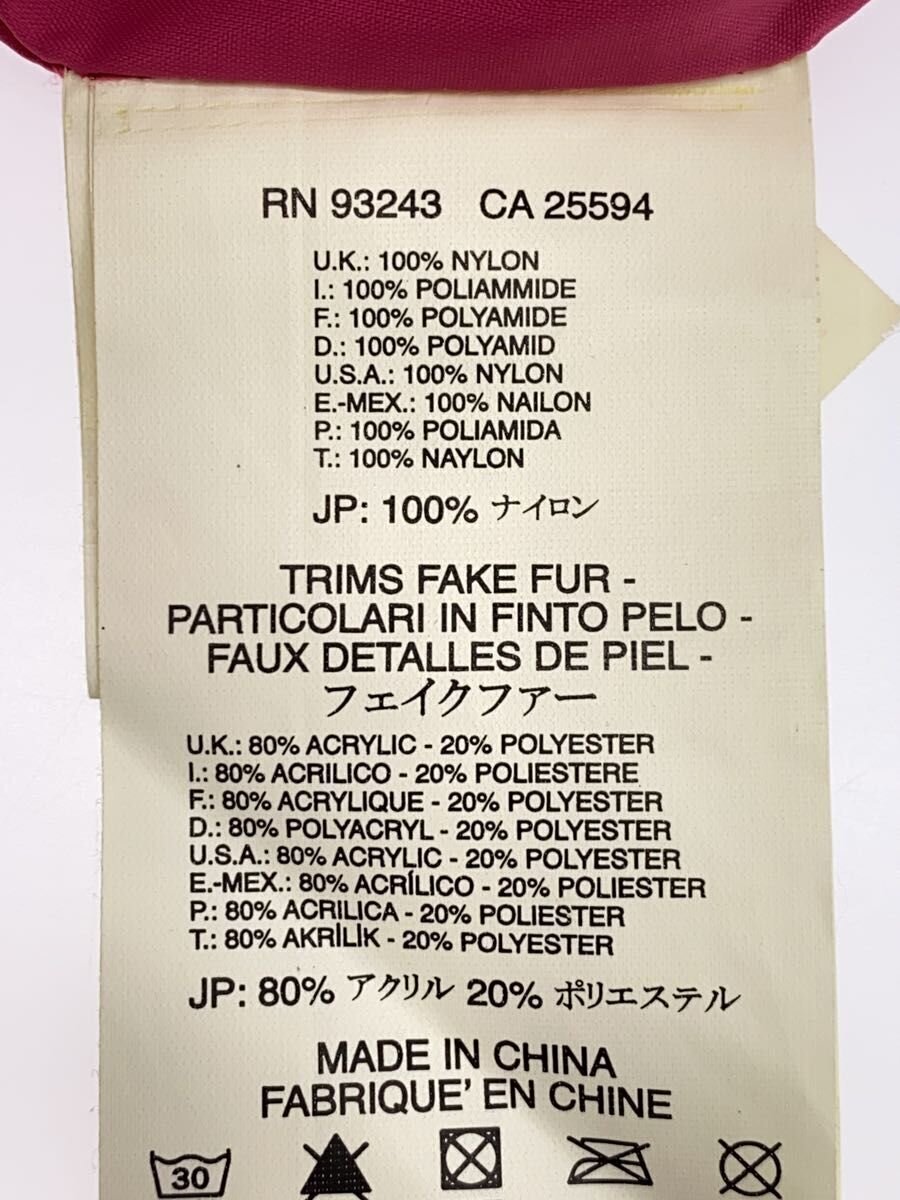 RN 93243 CA 25594
U.K.: 100% NYLON
I.: 100% POLIAMMIDE
F.: 100% POLYAMIDE
D.: 100% POLYAMID
U.S.A.: 100% NYLON
E.-MEX.: 100% NAILON
P.: 100% POLIAMIDA
T.: 100% NAYLON
JP: 100% ナイロン
TRIMS FAKE FUR -
PARTICOLARI IN FINTO PELO -
FAUX DETALLES DE PIEL -
フェイクファー
U.K.: 80% ACRYLIC - 20% POLYESTER
I.: 80% ACRILICO - 20% POLIESTERE
F.: 80% ACRYLIQUE - 20% POLYESTER
D.: 80% POLYACRYL - 20% POLYESTER
U.S.A.: 80% ACRYLIC - 20% POLYESTER
E.-MEX.: 80% ACRÍLICO - 20% POLIESTER
P.: 80% ACRILICA - 20% POLIESTER
T.: 80% AKRİLİK - 20% POLYESTER
JP: 80% アクリル 20% ポリエステル
MADE IN CHINA
FABRIQUE' EN CHINE
30